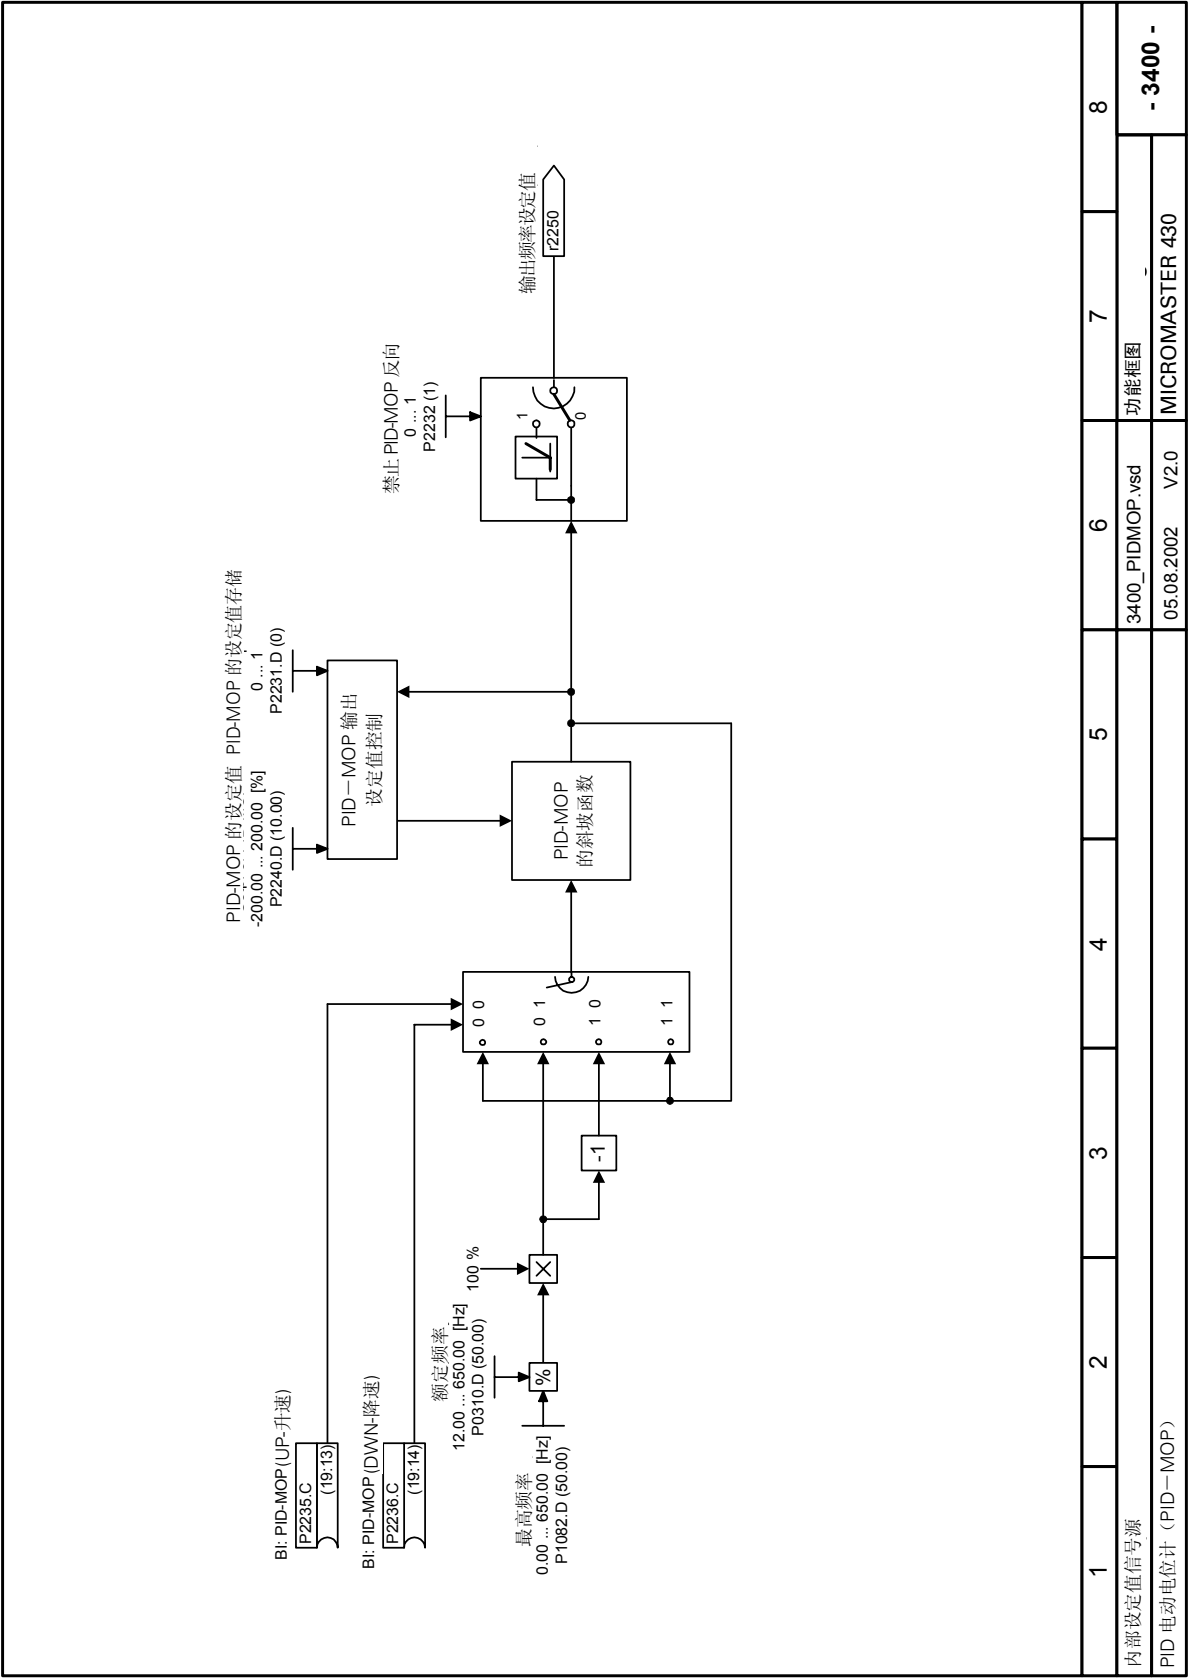 BI: PID-MOP(UP-升速)
P2235.C
(19:13)
BI: PID-MOP(DWN-降速)
P2236.C
(19:14)
最高频率
0.00 ... 650.00 [Hz]
P1082.D (50.00)
额定频率
12.00 ... 650.00 [Hz]
P0310.D (50.00)
%
100 %
X
-1
0 0
0 1
1 0
1 1
PID-MOP 的设定值
-200.00 ... 200.00 [%]
P2240.D (10.00)
PID-MOP 的设定值存储
0 ... 1
P2231.D (0)
PID-MOP 输出
设定值控制
PID-MOP
的斜坡函数
禁止 PID-MOP 反向
0 ... 1
P2232 (1)
1
0
输出频率设定值
r2250
1
2
3
4
5
6
7
8
内部设定值信号源
3400_PIDMOP.vsd
功能框图
- 3400 -
PID 电动电位计（PID-MOP）
05.08.2002
V2.0
MICROMASTER 430